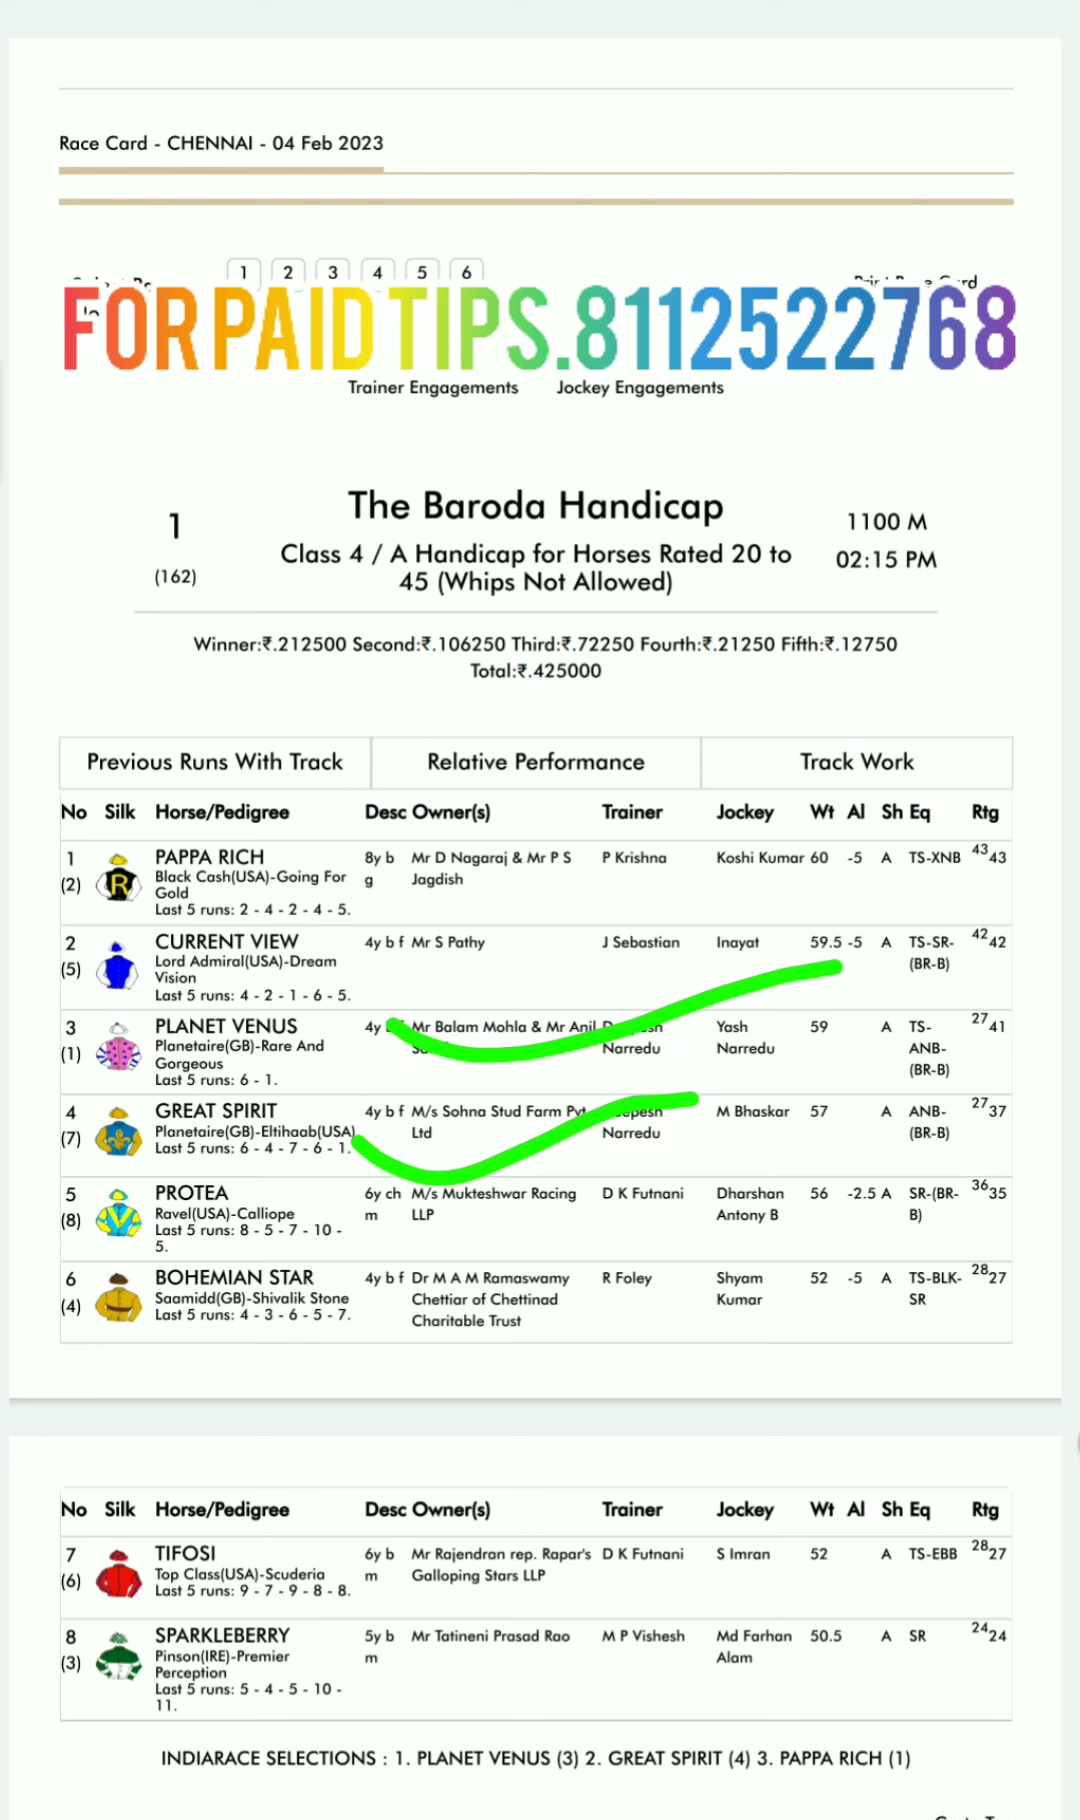 Race Card - CHENNAI - 04 Feb 2023
1 2 3 4 5 6
FOR PAID TIPS.8112522768
Trainer Engagements Jockey Engagements
The Baroda Handicap
1 1100 M
Class 4 / A Handicap for Horses Rated 20 to 02:15 PM
(162) 45 (Whips Not Allowed)
Winner:₹.212500 Second:₹.106250 Third:₹.72250 Fourth:₹.21250 Fifth:₹.12750
Total:₹.425000
Previous Runs With Track Relative Performance Track Work
No Silk Horse/Pedigree Desc Owner(s) Trainer Jockey Wt Al Sh Eq Rtg
1 PAPPA RICH 8y b Mr D Nagaraj & Mr P S P Krishna Koshi Kumar 60 -5 A TS-XNB 43 43
(2) R Black Cash(USA)-Going For g Jagdish
Gold
Last 5 runs: 2 - 4 - 2 - 4 - 5.
2 CURRENT VIEW 4y b f Mr S Pathy J Sebastian Inayat 59.5 -5 A TS-SR- 42 42
(5) Lord Admiral(USA)-Dream (BR-B)
Vision
Last 5 runs: 4 - 2 - 1 - 6 - 5.
3 PLANET VENUS 4y Mr Balam Mohla & Mr Anil Yash 59 A TS- 27 41
(1) Planetaire(GB)-Rare And Narredu Narredu ANB-
Gorgeous (BR-B)
Last 5 runs: 6 - 1.
4 GREAT SPIRIT 4y b f M/s Sohna Stud Farm Pvt M Bhaskar 57 A ANB- 27 37
(7) Planetaire(GB)-Eltihaab(USA) Ltd Narredu (BR-B)
Last 5 runs: 6 - 4 - 7 - 6 - 1.
5 PROTEA 6y ch M/s Mukteshwar Racing D K Futnani Dharshan 56 -2.5 A SR-(BR- 36 35
(8) Ravel(USA)-Calliope m LLP Antony B B)
Last 5 runs: 8 - 5 - 7 - 10 -
5.
6 BOHEMIAN STAR 4y b f Dr M A M Ramaswamy R Foley Shyam 52 -5 A TS-BLK- 28 27
(4) Saamidd(GB)-Shivalik Stone Chettiar of Chettinad Kumar SR
Last 5 runs: 4 - 3 - 6 - 5 - 7. Charitable Trust
No Silk Horse/Pedigree Desc Owner(s) Trainer Jockey Wt Al Sh Eq Rtg
7 TIFOSI 6y b Mr Rajendran rep. Rapar's D K Futnani S Imran 52 A TS-EBB 28 27
(6) Top Class(USA)-Scuderia m Galloping Stars LLP
Last 5 runs: 9 - 7 - 9 - 8 - 8.
8 SPARKLEBERRY 5y b Mr Tatineni Prasad Rao M P Vishesh Md Farhan 50.5 A SR 24 24
(3) Pinson(IRE)-Premier m Alam
Perception
Last 5 runs: 5 - 4 - 5 - 10 -
11.
INDIARACE SELECTIONS : 1. PLANET VENUS (3) 2. GREAT SPIRIT (4) 3. PAPPA RICH (1)